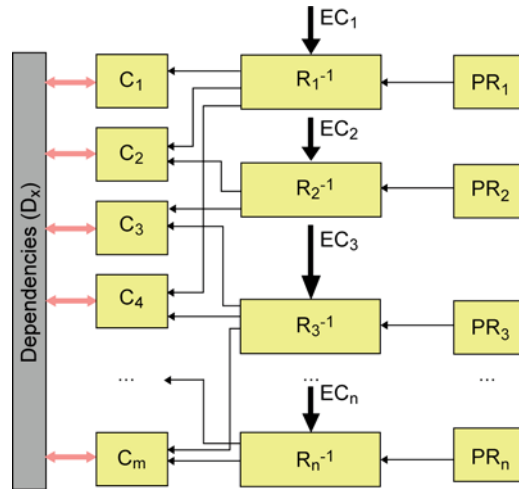 EC₁
C₁
R₁⁻¹
PR₁
EC₂
C₂
R₂⁻¹
PR₂
Dependencies (Dₓ)
C₃
EC₃
C₄
R₃⁻¹
PR₃
...
...
...
ECₙ
Cₘ
Rₙ⁻¹
PRₙ